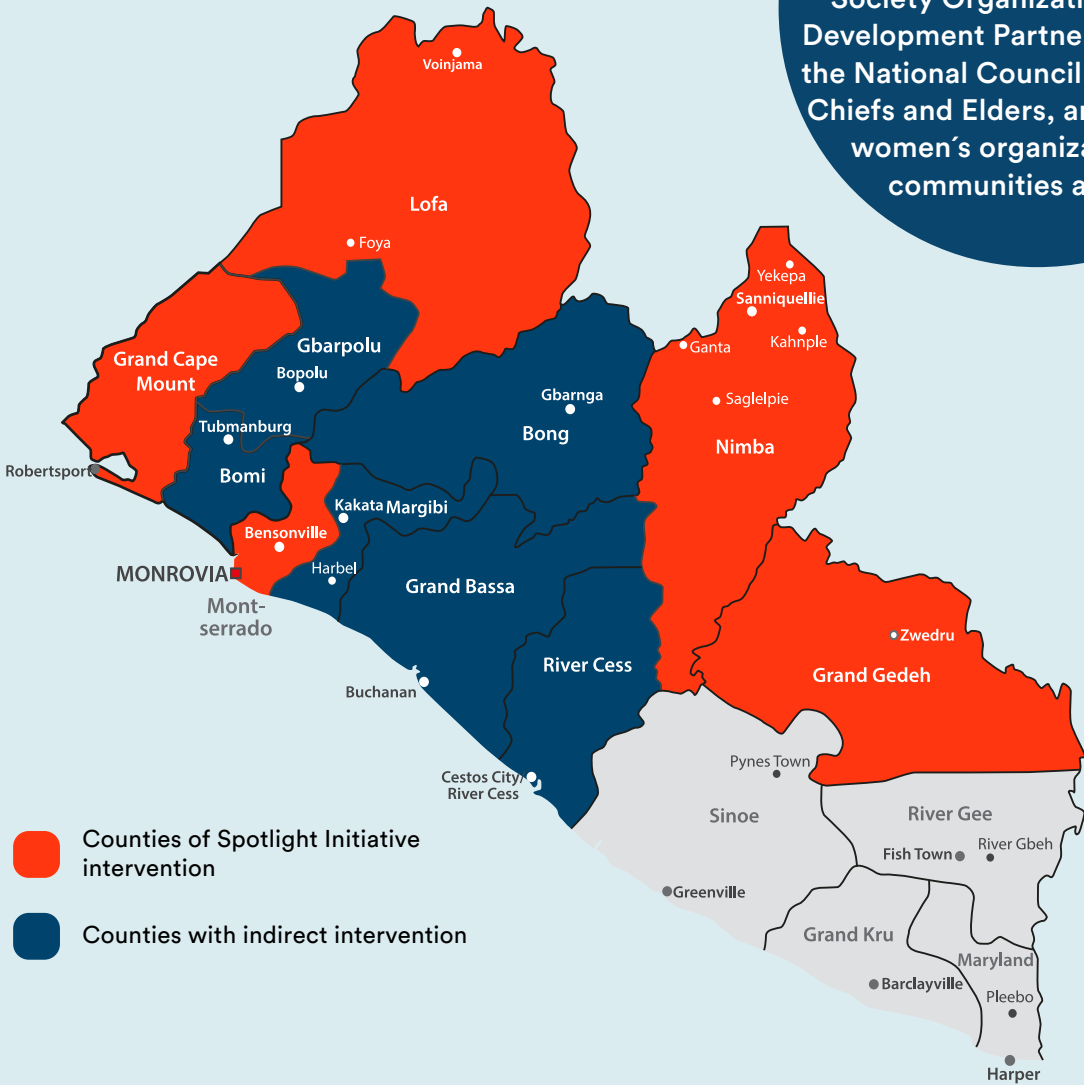 Society Organizati
Development Partne
the National Council
Chiefs and Elders, a
women´s organiza
communities a
Voinjama
Lofa
Foya
Yekepa
Sanniquellie
Ganta
Kahnple
Grand Cape
Mount
Gbarpolu
Bopolu
Gbarnga
Bong
Saglelpie
Nimba
Tubmanburg
Bomi
Robertsport
Kakata
Margibi
Bensonville
Harbel
MONROVIA
Mont-
serrado
Grand Bassa
River Cess
Buchanan
Zwedru
Grand Gedeh
Cestos City/
River Cess
Pynes Town
Sinoe
River Gee
Fish Town
River Gbeh
Greenville
Grand Kru
Maryland
Barclayville
Pleebo
Harper
Counties of Spotlight Initiative
intervention
Counties with indirect intervention